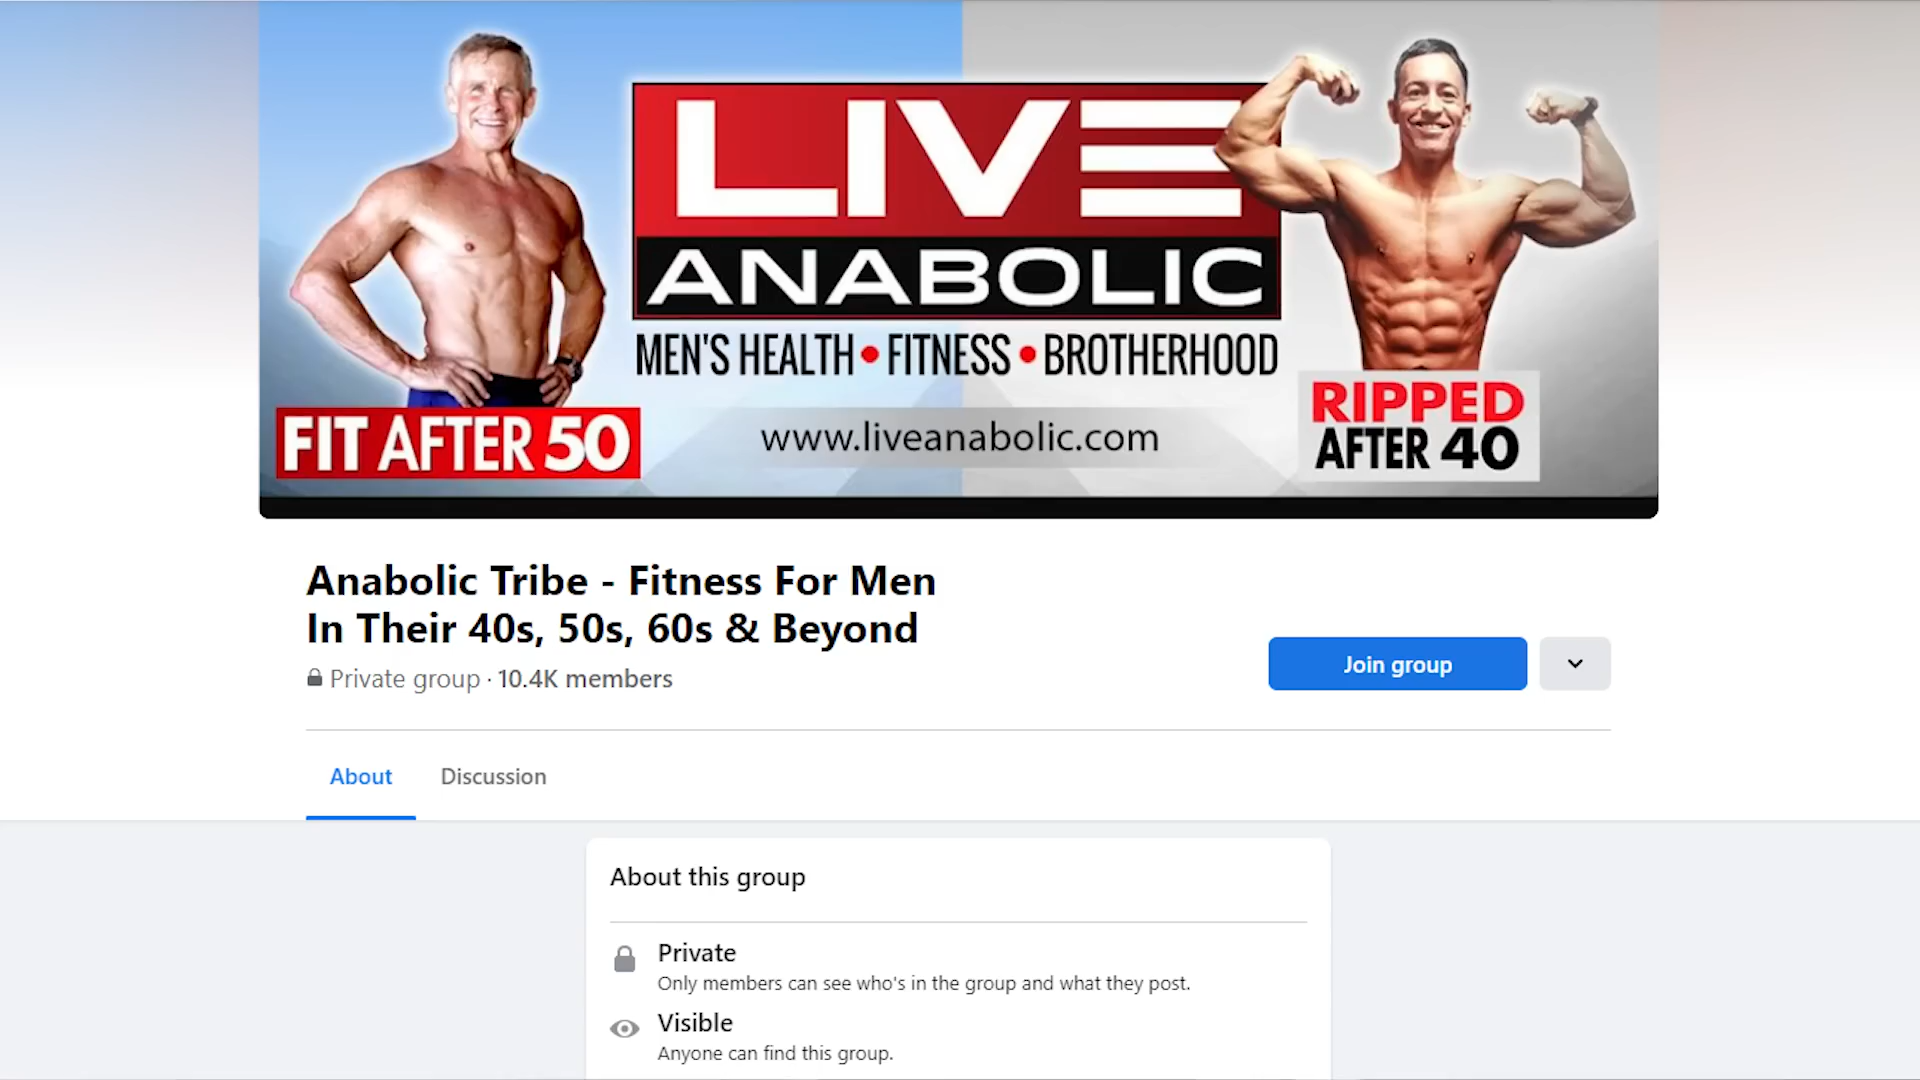 LIVE
ANABOLIC
MEN'S HEALTH • FITNESS • BROTHERHOOD
www.liveanabolic.com
FIT AFTER 50
RIPPED
AFTER 40
Anabolic Tribe - Fitness For Men
In Their 40s, 50s, 60s & Beyond
Private group · 10.4K members
Join group
About
Discussion
About this group
Private
Only members can see who's in the group and what they post.
Visible
Anyone can find this group.